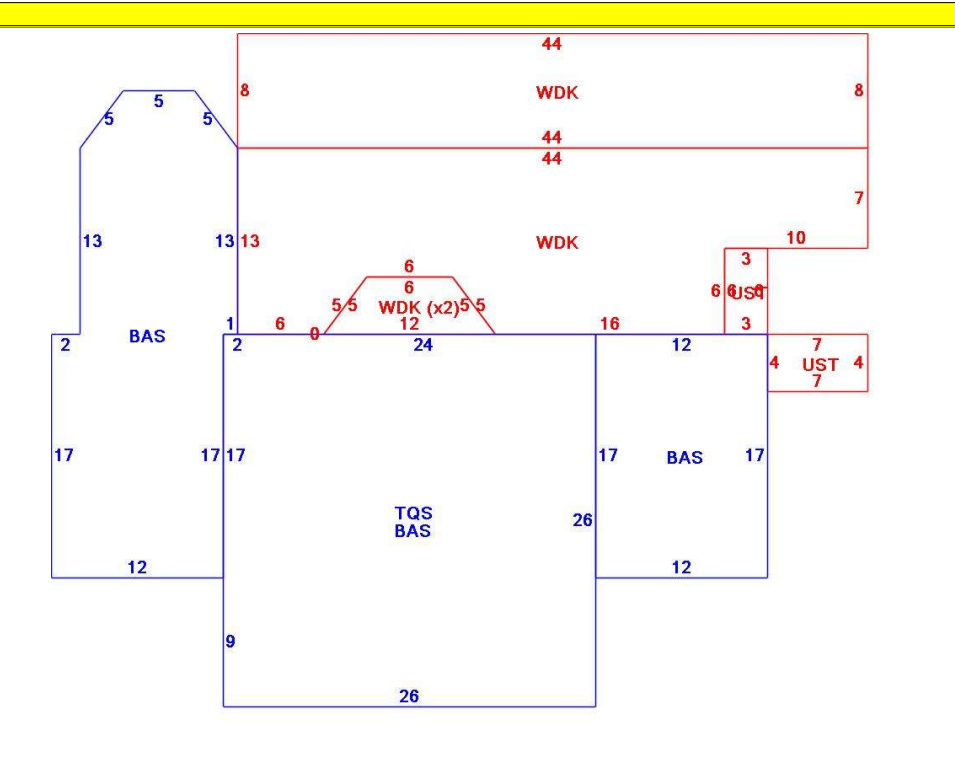 44
8 WDK 8
5
5 5
44
44
7
13 13 13 WDK 10
6 3
6 6 6 6
5 5 WDK (x2) 5 5 UST
1 6 0 12 16 3
2 BAS 2 24 12 7
4 UST 4
7
17 17 17 17 BAS 17
TQS
BAS 26
12 12
9
26